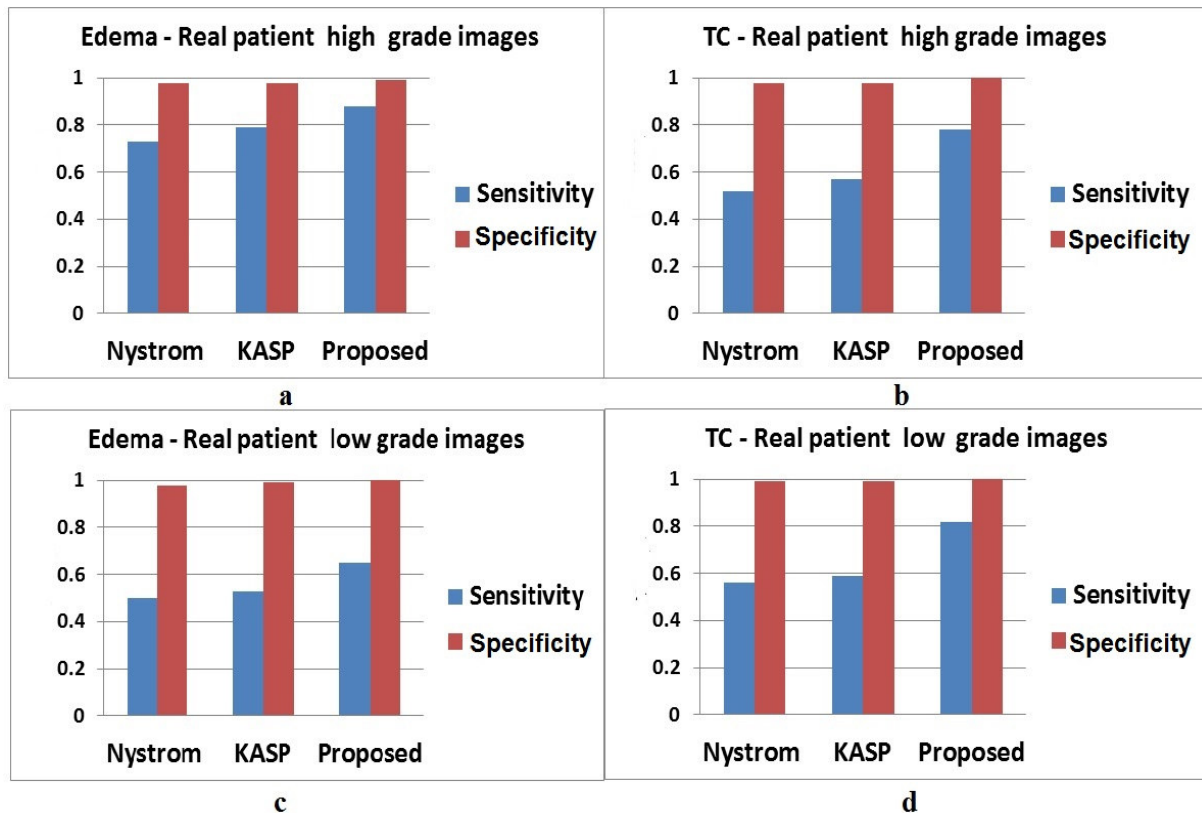 Edema - Real patient high grade images
1
0.8
0.6
0.4
0.2
0
Nystrom KASP Proposed
Sensitivity
Specificity
a
TC - Real patient high grade images
1
0.8
0.6
0.4
0.2
0
Nystrom KASP Proposed
Sensitivity
Specificity
b
Edema - Real patient low grade images
1
0.8
0.6
0.4
0.2
0
Nystrom KASP Proposed
Sensitivity
Specificity
c
TC - Real patient low grade images
1
0.8
0.6
0.4
0.2
0
Nystrom KASP Proposed
Sensitivity
Specificity
d